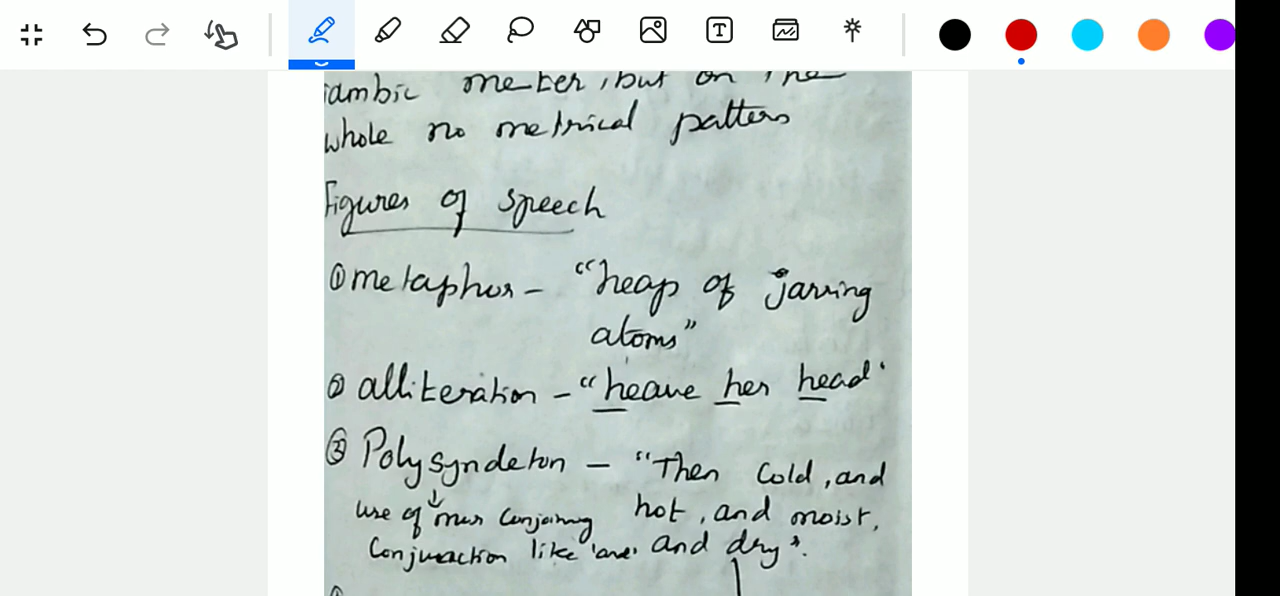 iambic meter, but on the
whole no metrical pattern
Figures of speech
① metaphor – "heap of jarring
atoms"
② alliteration – "heave her head"
③ Polysyndeton – "Then cold, and
hot, and moist,
and dry".
↓
use of conjoining
conjunction like 'and'
T